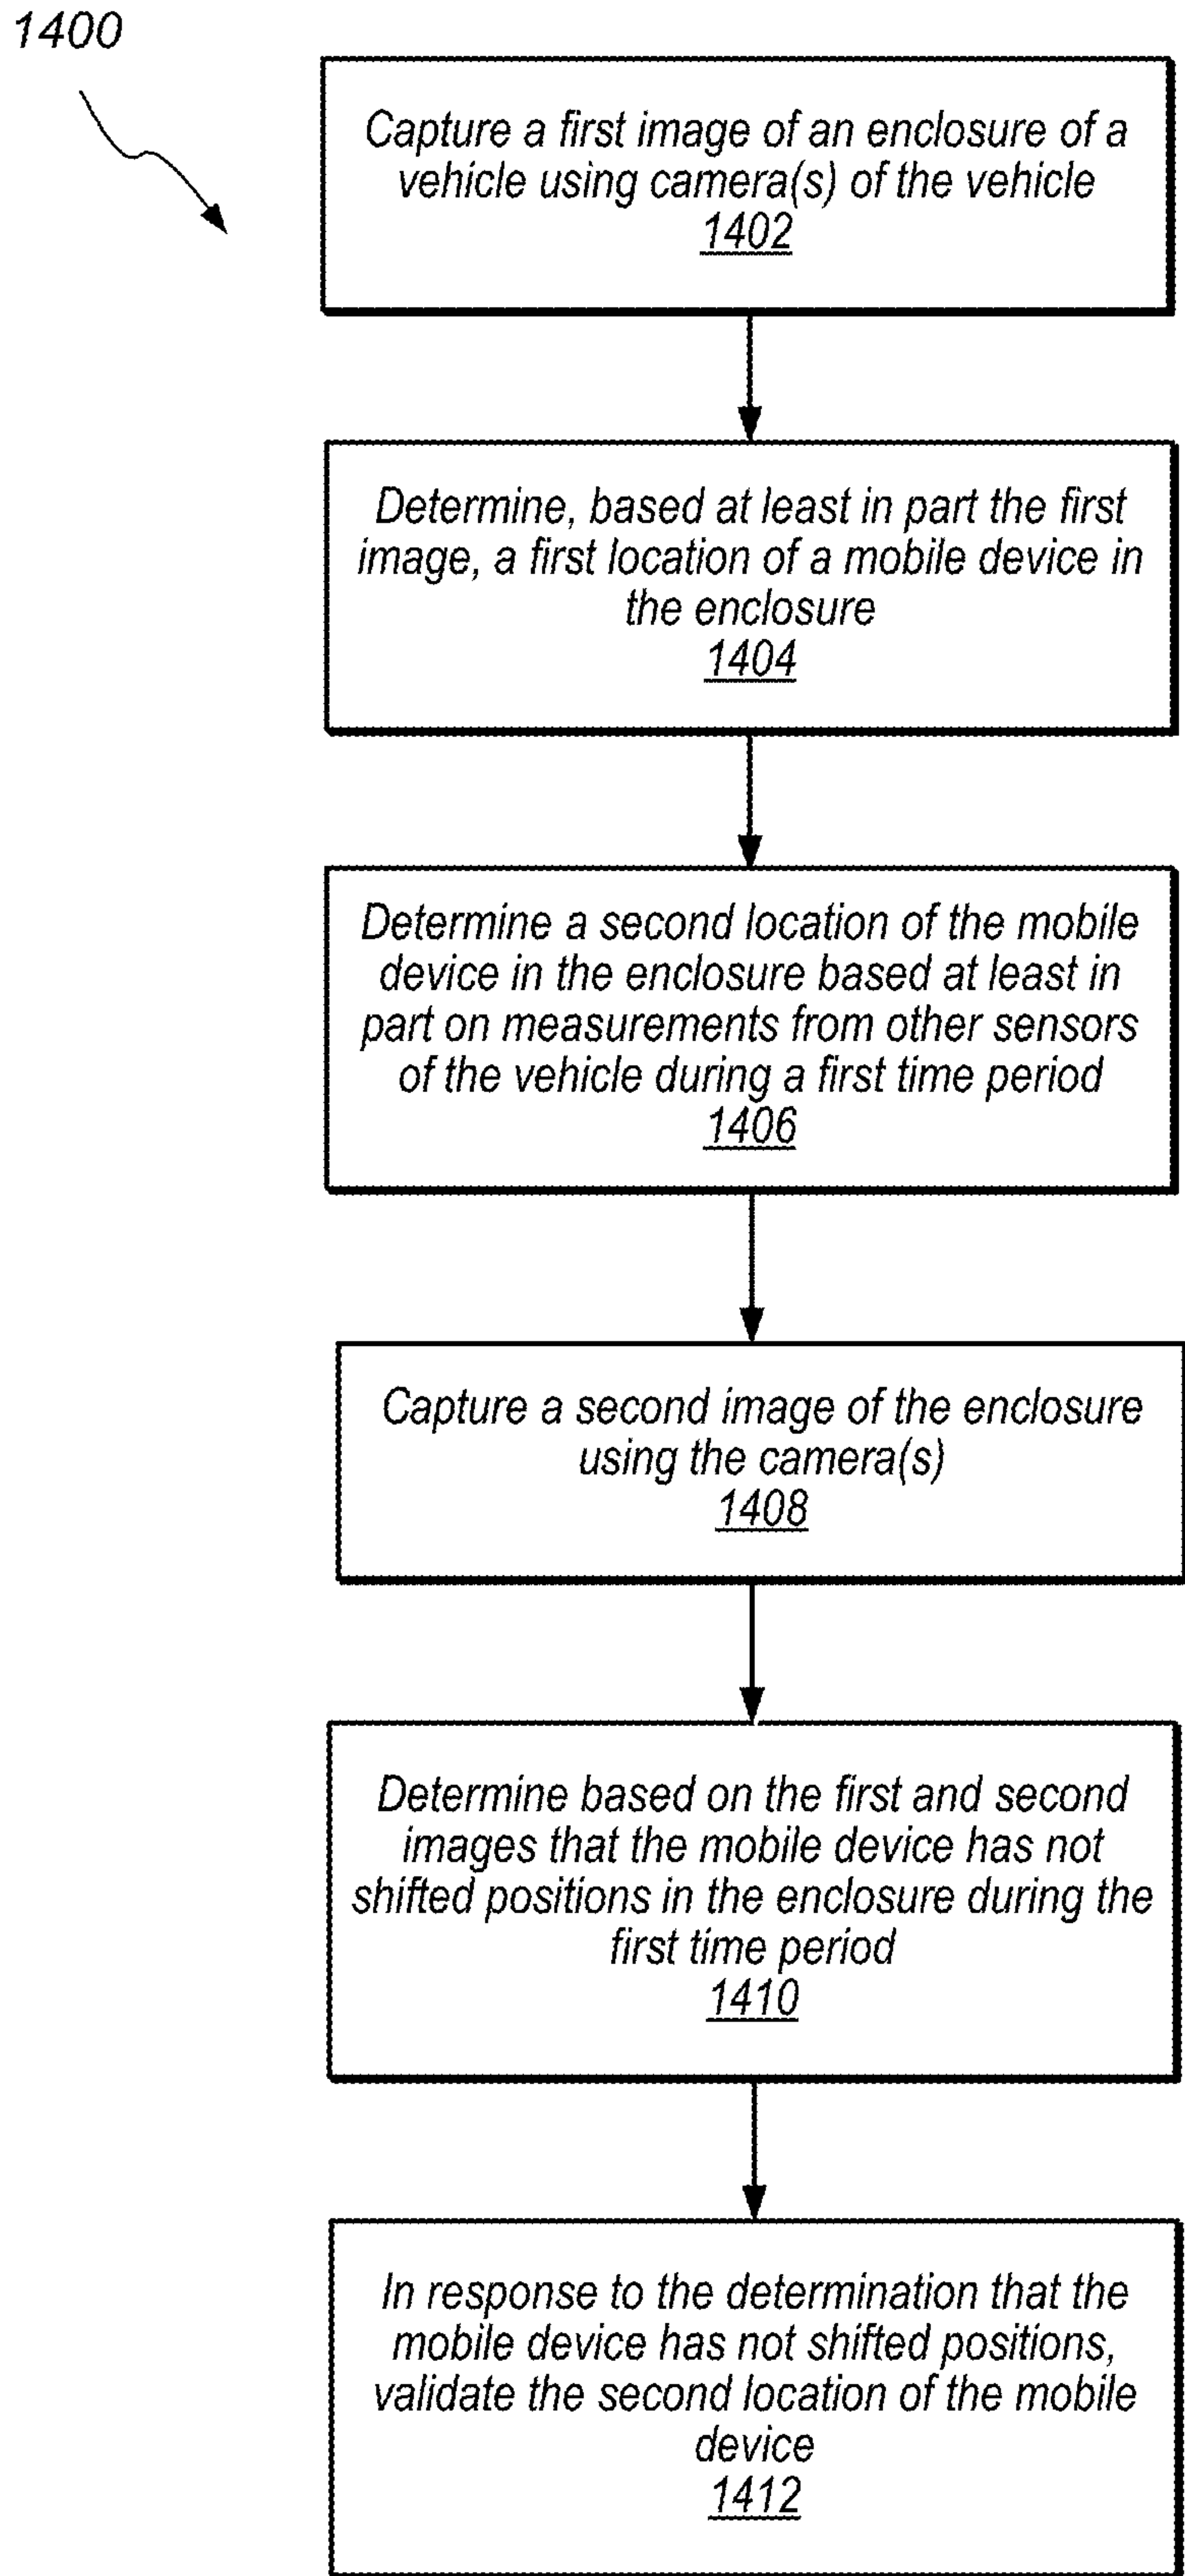 1400
Capture a first image of an enclosure of a
vehicle using camera(s) of the vehicle
1402
Determine, based at least in part the first
image, a first location of a mobile device in
the enclosure
1404
Determine a second location of the mobile
device in the enclosure based at least in
part on measurements from other sensors
of the vehicle during a first time period
1406
Capture a second image of the enclosure
using the camera(s)
1408
Determine based on the first and second
images that the mobile device has not
shifted positions in the enclosure during the
first time period
1410
In response to the determination that the
mobile device has not shifted positions,
validate the second location of the mobile
device
1412